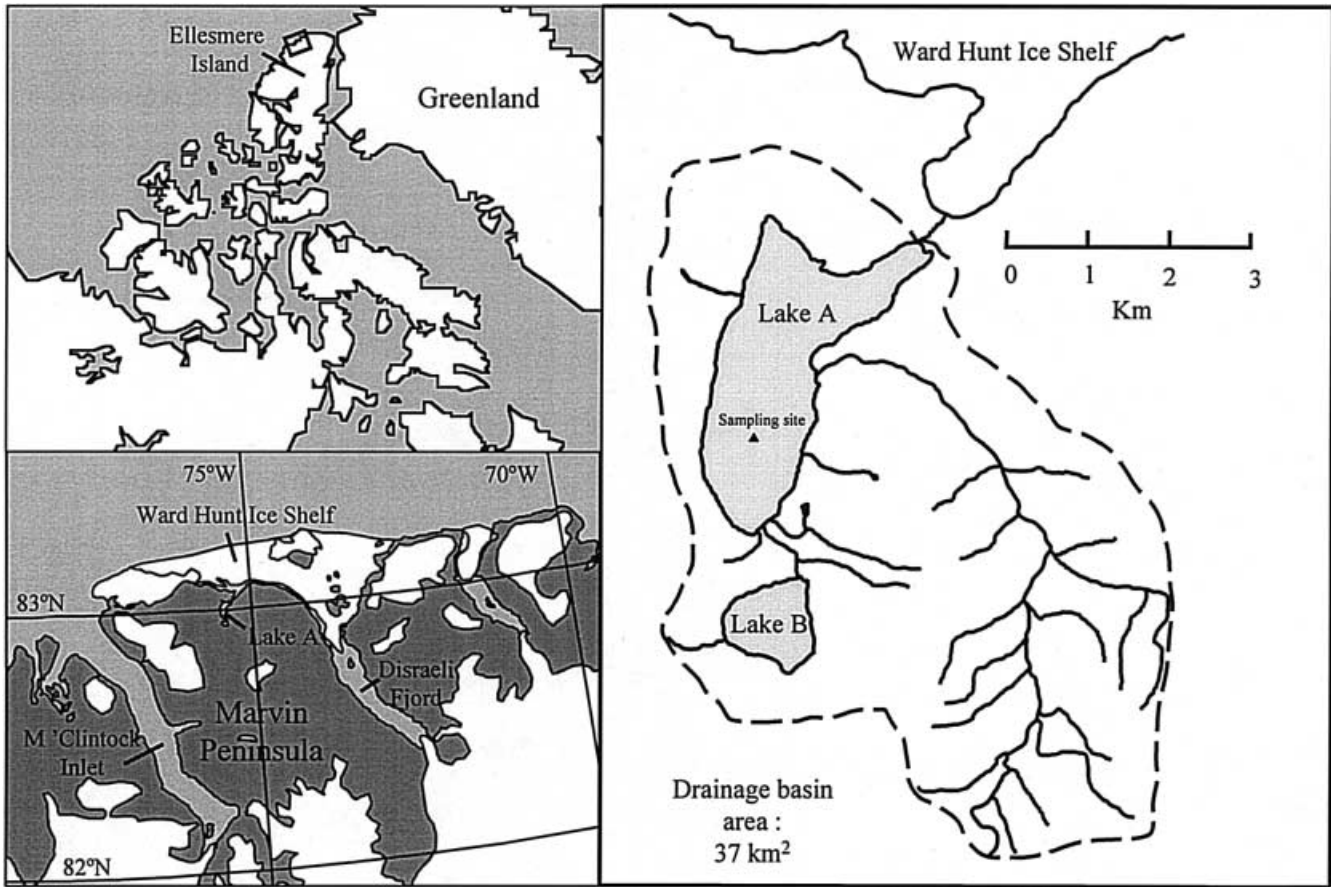 Ellesmere
Island
Greenland
75°W
70°W
Ward Hunt Ice Shelf
83°N
Lake A
Disraeli
Fjord
Marvin
Peninsula
M 'Clintock
Inlet
82°N
Ward Hunt Ice Shelf
0 1 2 3
Km
Lake A
Sampling site
Lake B
Drainage basin
area :
37 km²